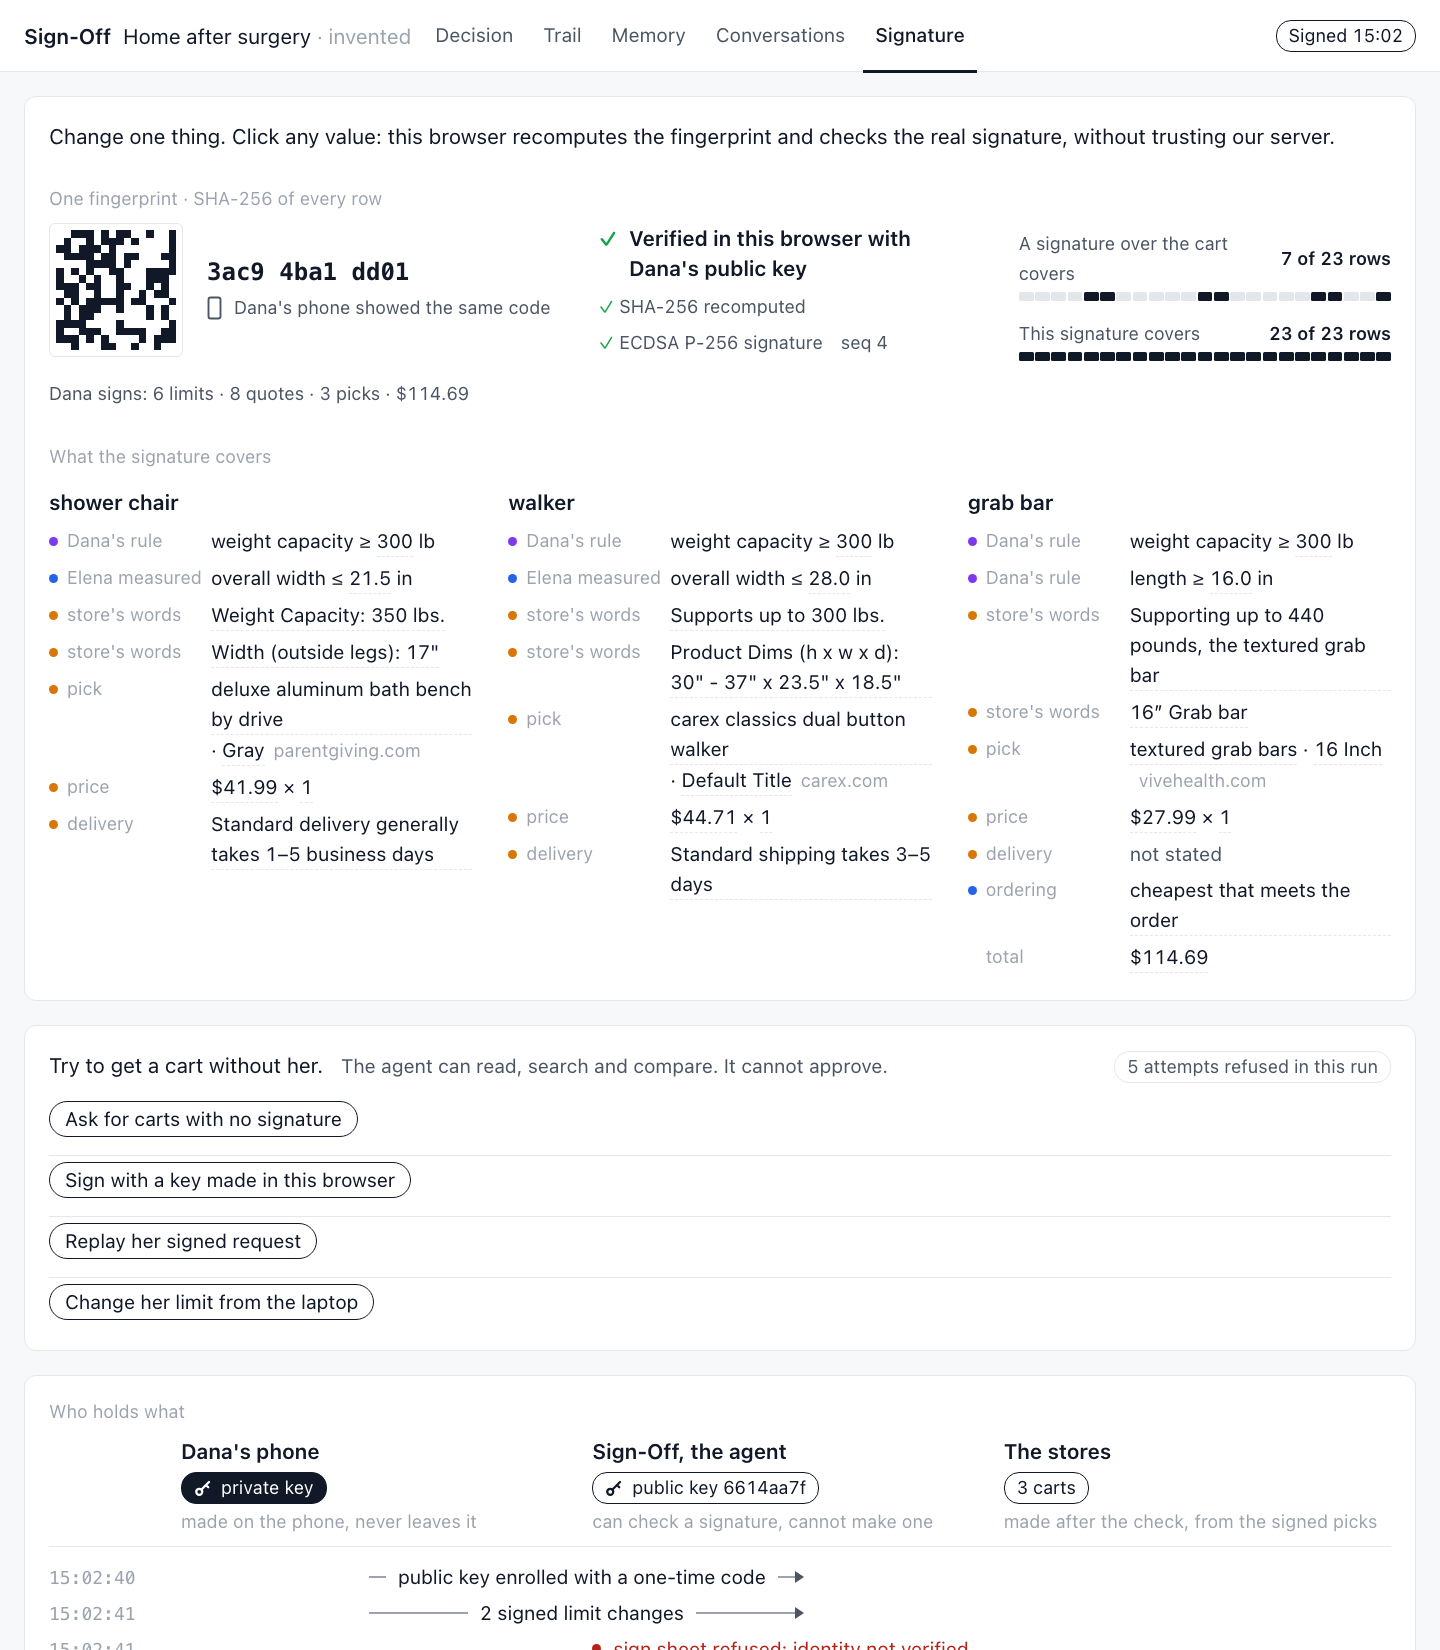 Sign-Off Home after surgery · invented Decision Trail Memory Conversations Signature Signed 15:02
Change one thing. Click any value: this browser recomputes the fingerprint and checks the real signature, without trusting our server.
One fingerprint · SHA-256 of every row
3ac9 4ba1 dd01
Dana's phone showed the same code
Verified in this browser with
Dana's public key
SHA-256 recomputed
ECDSA P-256 signature seq 4
A signature over the cart
covers
7 of 23 rows
This signature covers 23 of 23 rows
Dana signs: 6 limits · 8 quotes · 3 picks · $114.69
What the signature covers
shower chair
Dana's rule weight capacity ≥ 300 lb
Elena measured overall width ≤ 21.5 in
store's words Weight Capacity: 350 lbs.
store's words Width (outside legs): 17"
pick deluxe aluminum bath bench
by drive
· Gray parentgiving.com
price $41.99 × 1
delivery Standard delivery generally
takes 1–5 business days
walker
Dana's rule weight capacity ≥ 300 lb
Elena measured overall width ≤ 28.0 in
store's words Supports up to 300 lbs.
store's words Product Dims (h x w x d):
30" - 37" x 23.5" x 18.5"
pick carex classics dual button
walker
· Default Title carex.com
price $44.71 × 1
delivery Standard shipping takes 3–5
days
grab bar
Dana's rule weight capacity ≥ 300 lb
Dana's rule length ≥ 16.0 in
store's words Supporting up to 440
pounds, the textured grab
bar
store's words 16” Grab bar
pick textured grab bars · 16 Inch
vivehealth.com
price $27.99 × 1
delivery not stated
ordering cheapest that meets the
order
total $114.69
Try to get a cart without her. The agent can read, search and compare. It cannot approve. 5 attempts refused in this run
Ask for carts with no signature
Sign with a key made in this browser
Replay her signed request
Change her limit from the laptop
Who holds what
Dana's phone Sign-Off, the agent The stores
private key public key 6614aa7f 3 carts
made on the phone, never leaves it can check a signature, cannot make one made after the check, from the signed picks
15:02:40 public key enrolled with a one-time code
15:02:41 2 signed limit changes
15:02:41 sign sheet refused: identity not verified